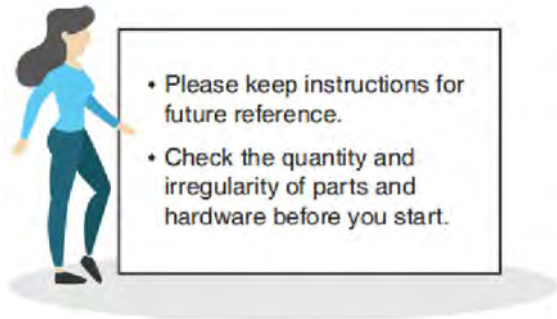 • Please keep instructions for
future reference.
• Check the quantity and
irregularity of parts and
hardware before you start.